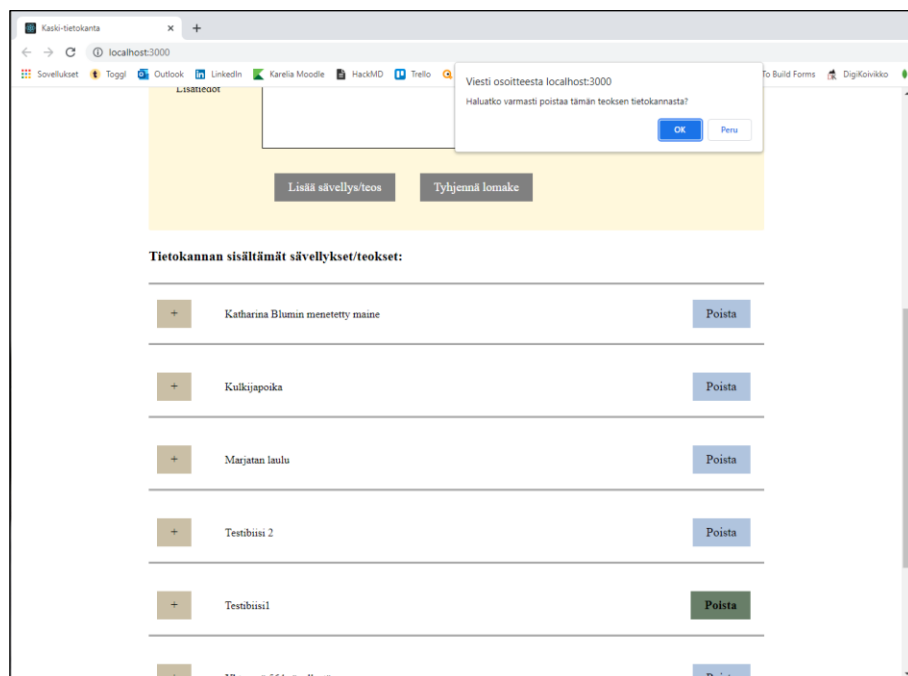 Kaski-tietokanta
localhost:3000
Sovellukset Toggl Outlook LinkedIn Karelia Moodle HackMD Trello To Build Forms DigiKoivikko
Viesti osoitteesta localhost:3000
Haluatko varmasti poistaa tämän teoksen tietokannasta?
OK Peru
Lisätiedot
Lisää sävellys/teos Tyhjennä lomake
Tietokannan sisältämät sävellykset/teokset:
+ Katharina Blumin menetetty maine Poista
+ Kulkijapoika Poista
+ Marjatan laulu Poista
+ Testibiisi 2 Poista
+ Testibiisi1 Poista
+ Poista